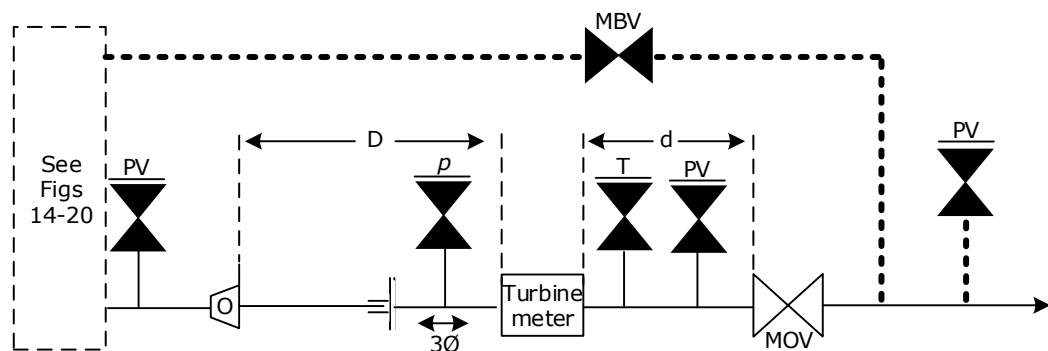 MBV
D
d
PV
See
Figs
14-20
PV
p
T
PV
O
Turbine
meter
3Ø
MOV